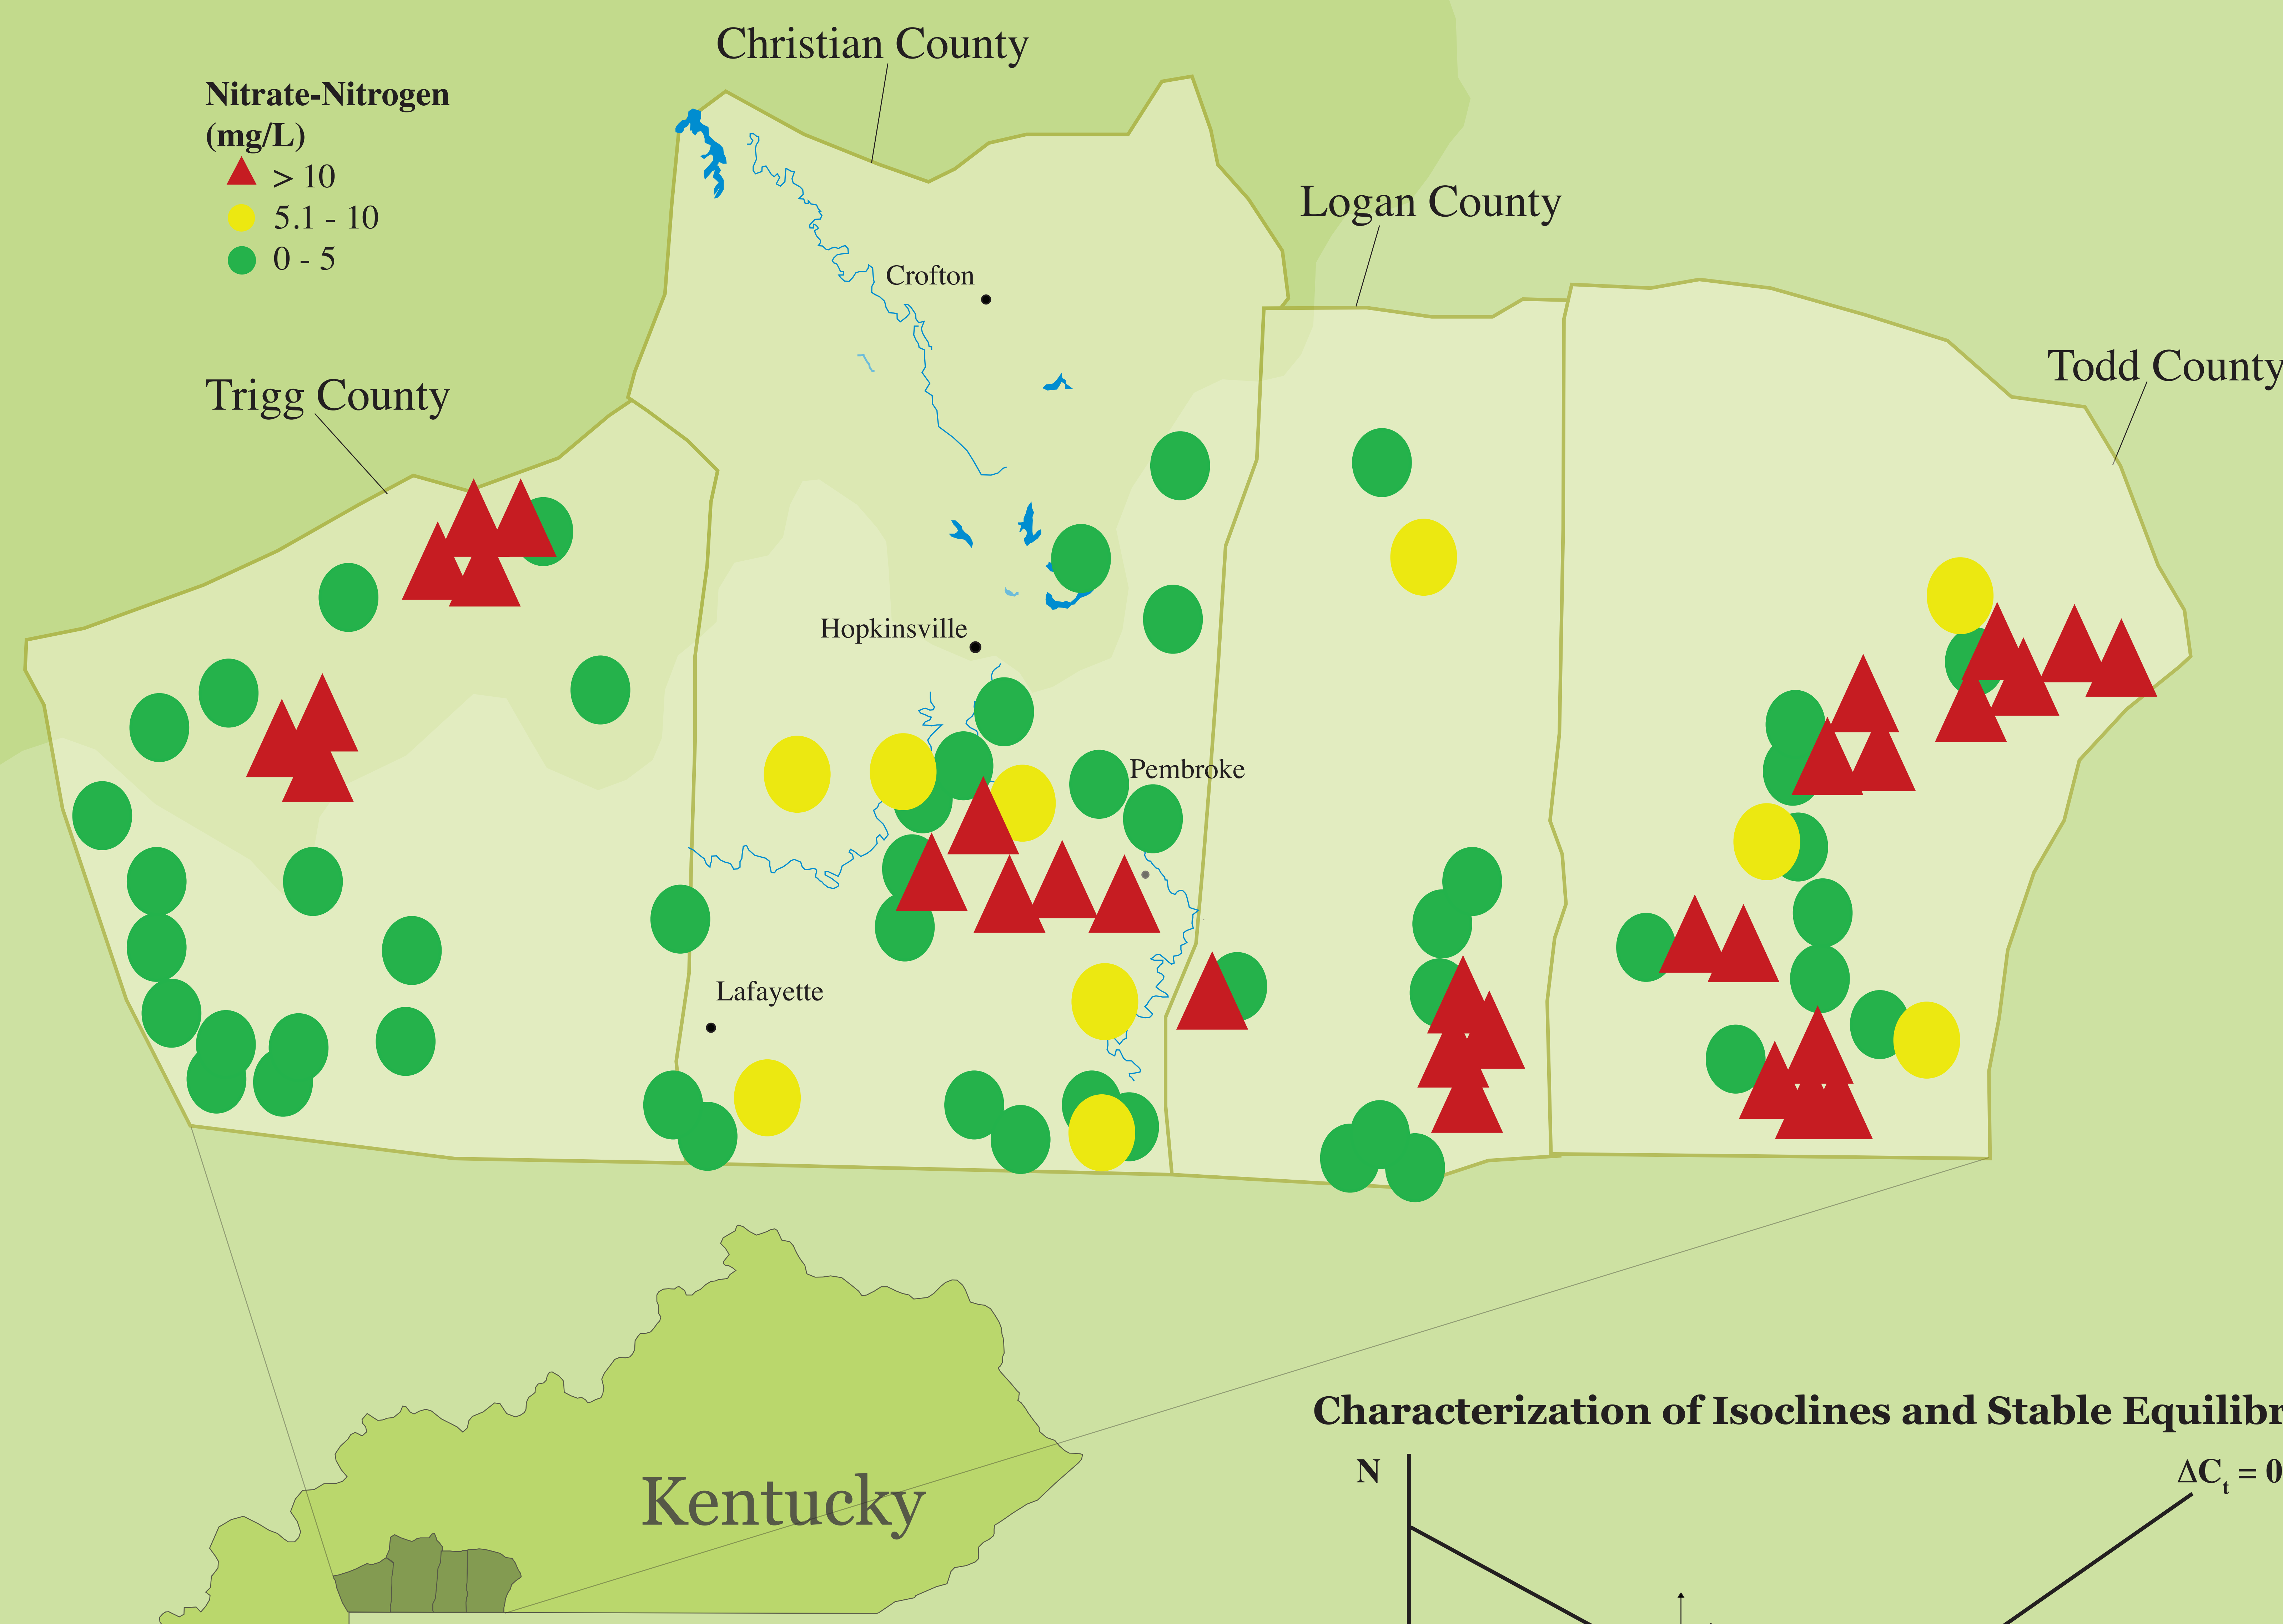 Christian County
Nitrate-Nitrogen
(mg/L)
> 10
5.1 - 10
0 - 5
Logan County
Crofton
Todd County
Trigg County
Hopkinsville
Pembroke
Lafayette
Characterization of Isoclines and Stable
Kentucky
N
ΔCt = 0